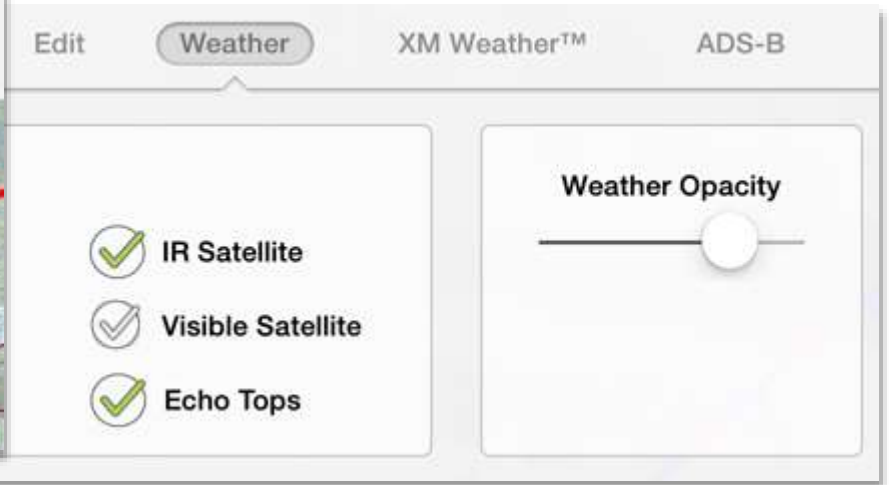 Edit Weather XM Weather™ ADS-B
IR Satellite
Visible Satellite
Echo Tops
Weather Opacity